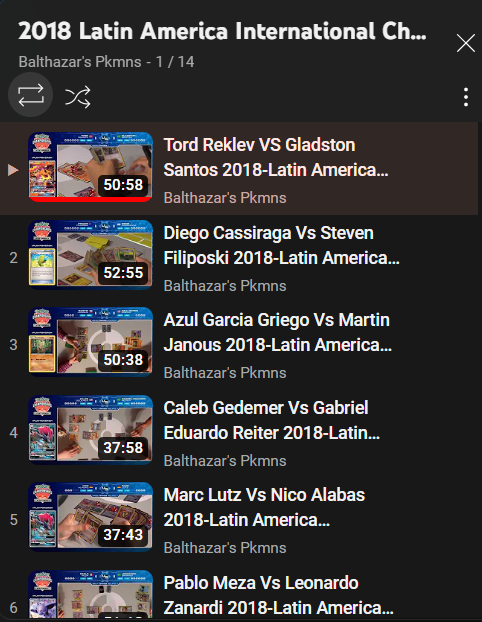 2018 Latin America International Ch...
Balthazar's Pkmns - 1 / 14
Tord Reklev VS Gladston
Santos 2018-Latin America...
Balthazar's Pkmns
50:58
2
Diego Cassiraga Vs Steven
Filiposki 2018-Latin America...
Balthazar's Pkmns
52:55
3
Azul Garcia Griego Vs Martin
Janous 2018-Latin America...
Balthazar's Pkmns
50:38
4
Caleb Gedemer Vs Gabriel
Eduardo Reiter 2018-Latin...
Balthazar's Pkmns
37:58
5
Marc Lutz Vs Nico Alabas
2018-Latin America...
Balthazar's Pkmns
37:43
6
Pablo Meza Vs Leonardo
Zanardi 2018-Latin America...